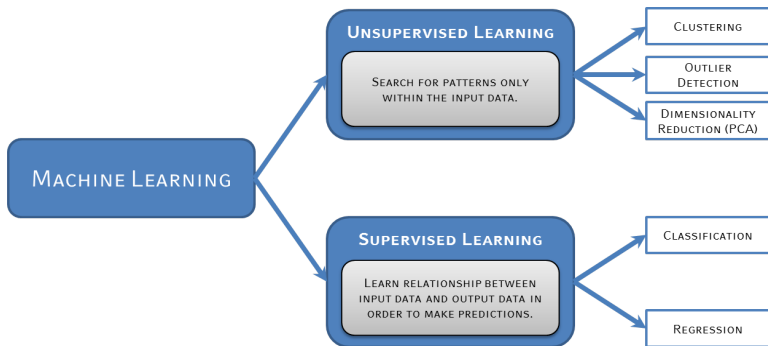 Machine Learning
Unsupervised Learning
Search for patterns only
within the input data.
Clustering
Outlier
Detection
Dimensionality
Reduction (PCA)
Supervised Learning
Learn relationship between
input data and output data in
order to make predictions.
Classification
Regression